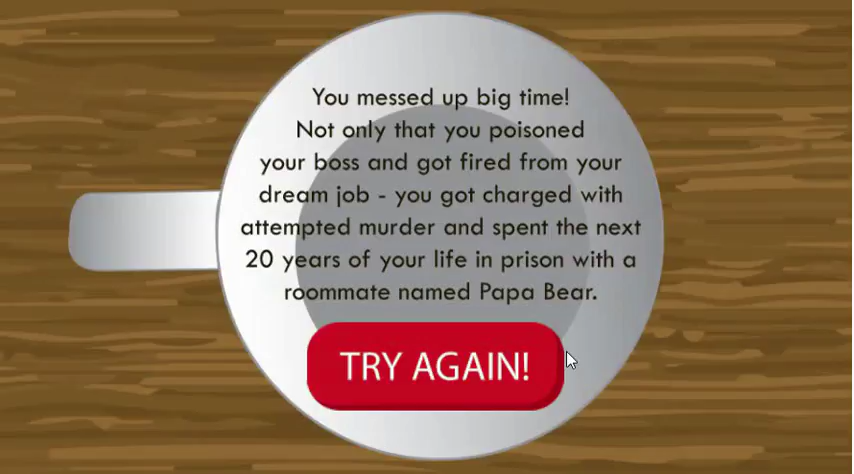 You messed up big time!
Not only that you poisoned
your boss and got fired from your
dream job - you got charged with
attempted murder and spent the next
20 years of your life in prison with a
roommate named Papa Bear.
TRY AGAIN!